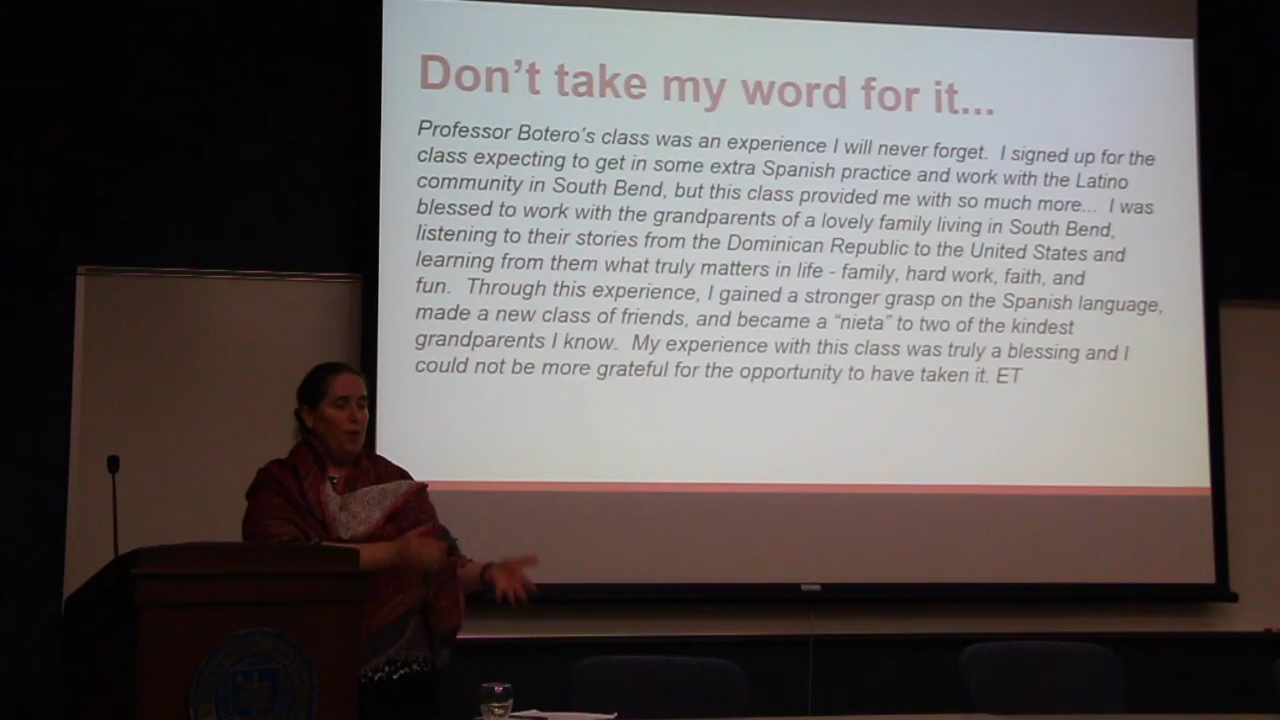 Don't take my word for it...
Professor Botero's class was an experience I will never forget.  I signed up for the
class expecting to get in some extra Spanish practice and work with the Latino
community in South Bend, but this class provided me with so much more...  I was
blessed to work with the grandparents of a lovely family living in South Bend,
listening to their stories from the Dominican Republic to the United States and
learning from them what truly matters in life - family, hard work, faith, and
fun.  Through this experience, I gained a stronger grasp on the Spanish language,
made a new class of friends, and became a "nieta" to two of the kindest
grandparents I know.  My experience with this class was truly a blessing and I
could not be more grateful for the opportunity to have taken it. ET